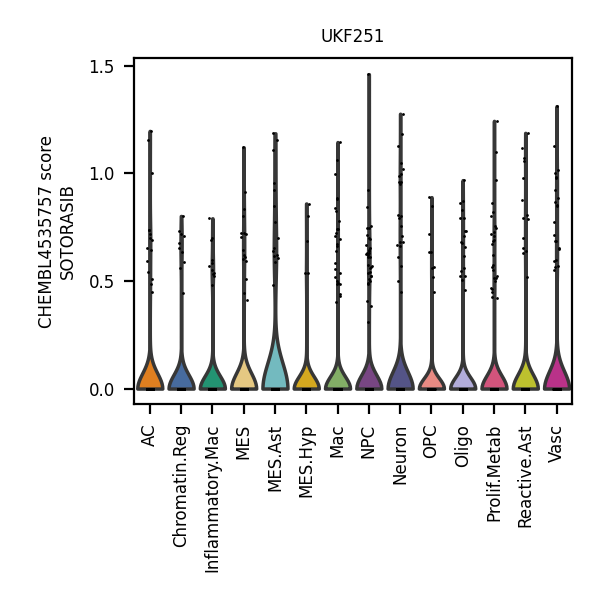 UKF251
CHEMBL4535757 score
SOTORASIB
1.5
1.0
0.5
0.0
AC
Chromatin.Reg
Inflammatory.Mac
MES
MES.Ast
MES.Hyp
Mac
NPC
Neuron
OPC
Oligo
Prolif.Metab
Reactive.Ast
Vasc